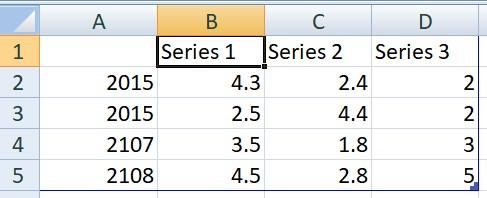 A B C D
1 Series 1 Series 2 Series 3
2 2015 4.3 2.4 2
3 2015 2.5 4.4 2
4 2107 3.5 1.8 3
5 2108 4.5 2.8 5